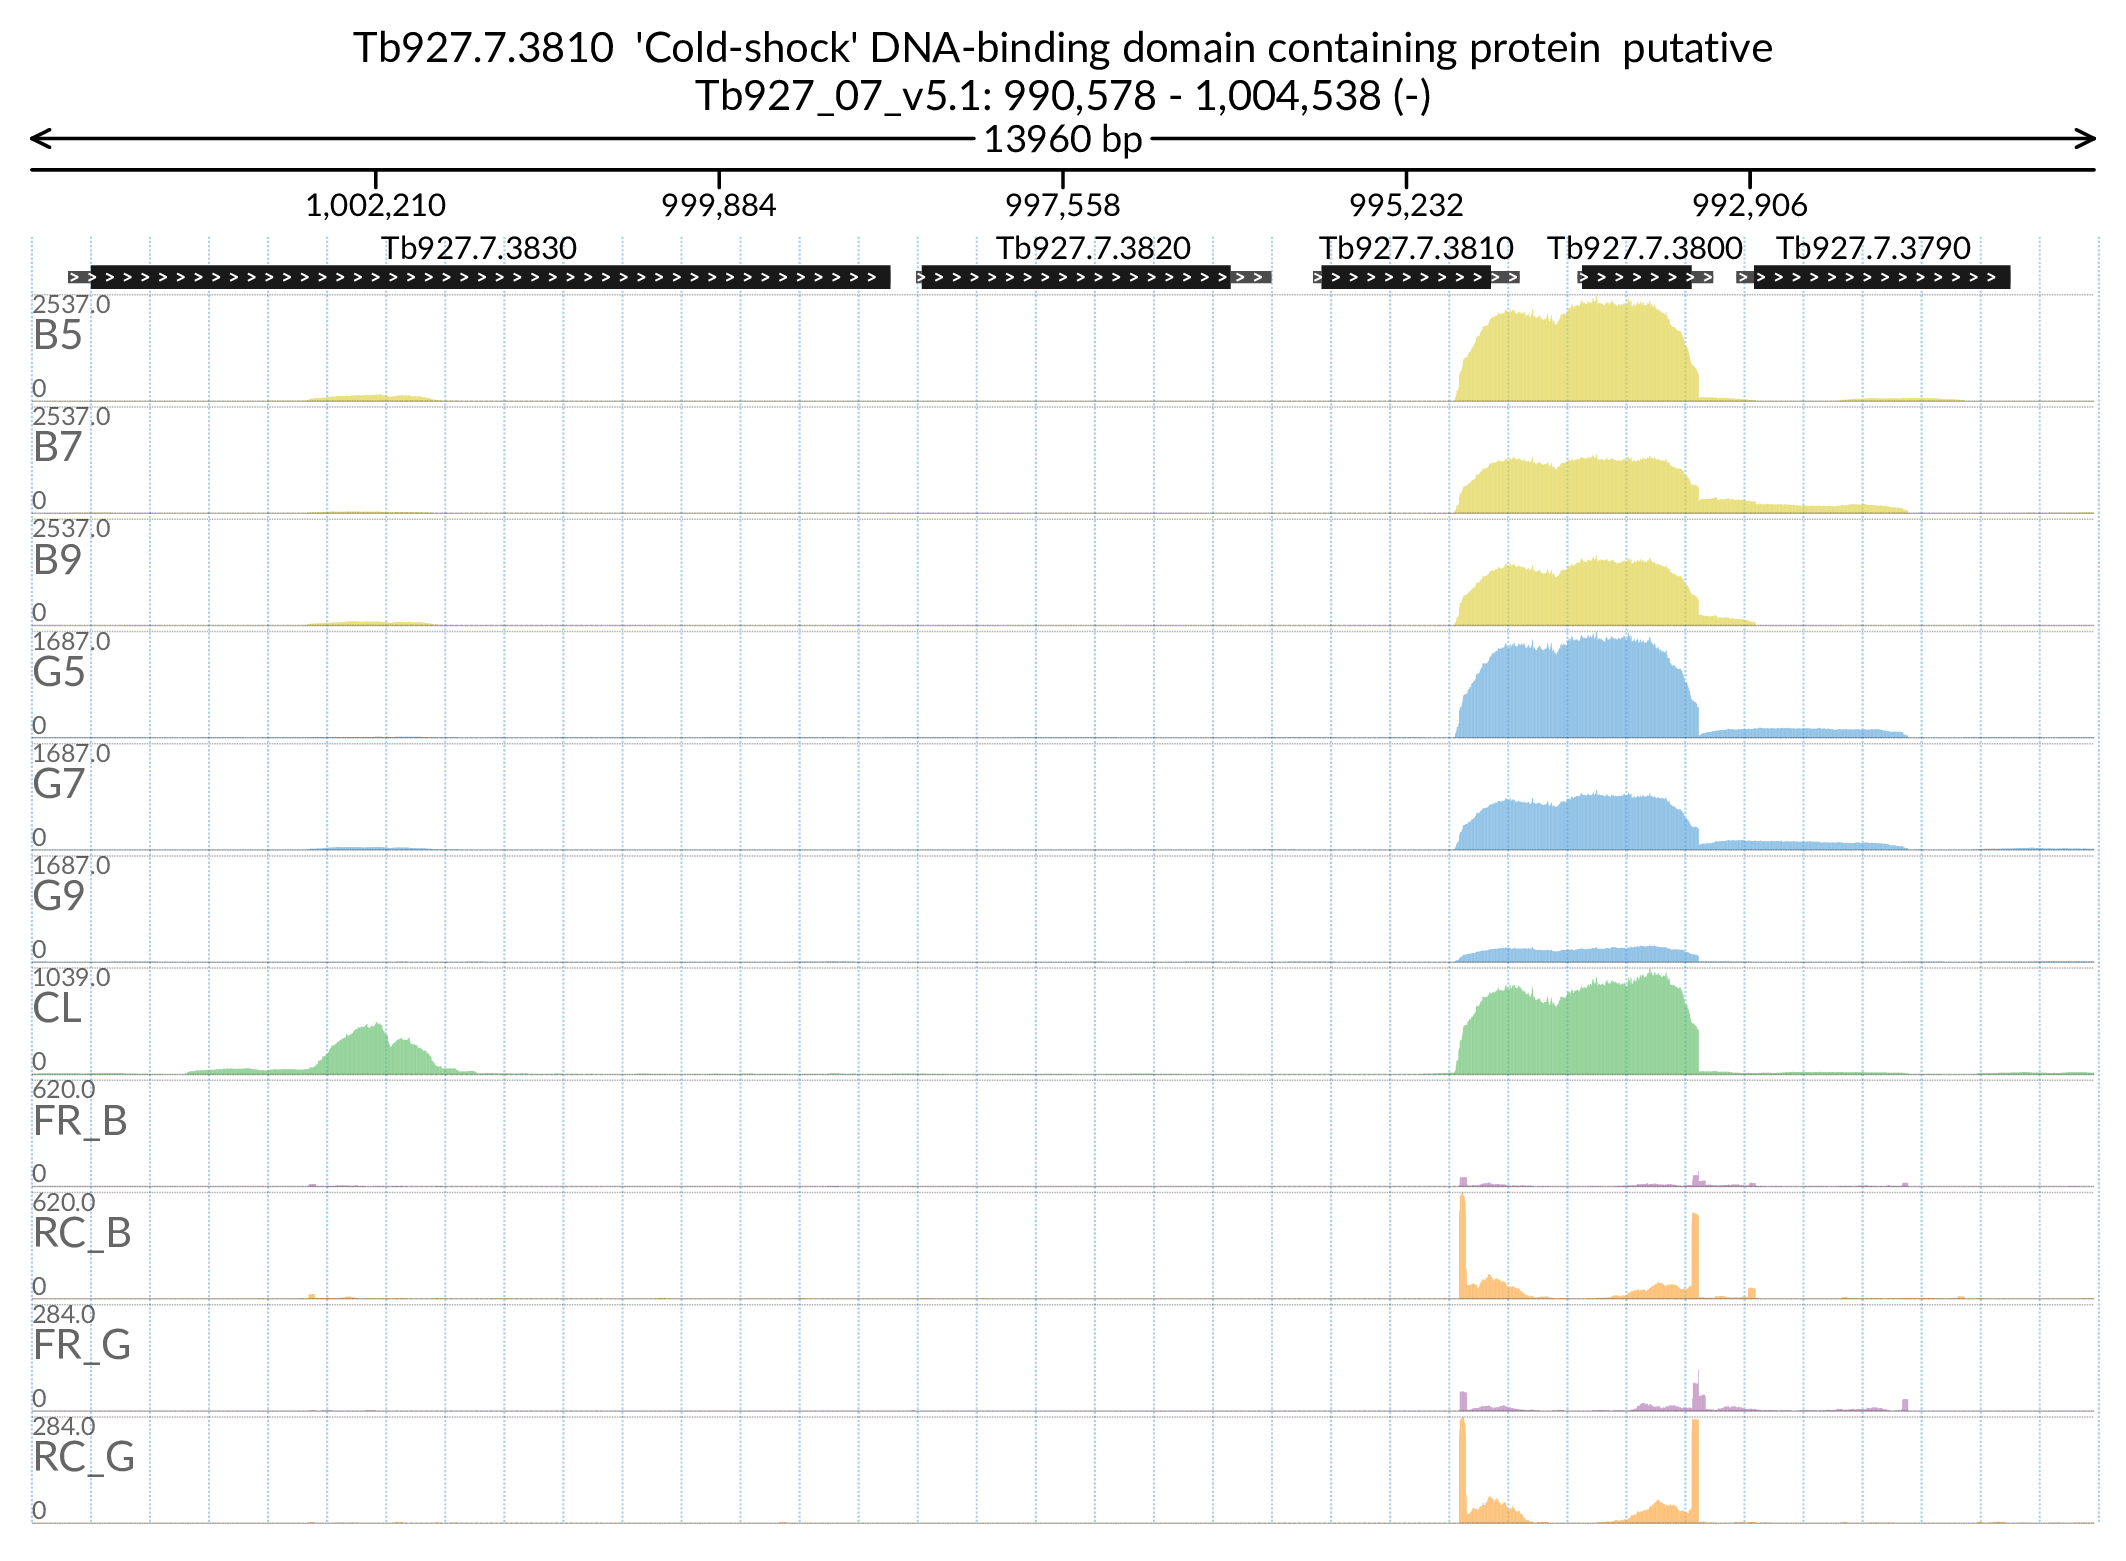 Tb927.7.3810 'Cold-shock' DNA-binding domain containing protein putative
Tb927_07_v5.1: 990,578 - 1,004,538 (-)
13960 bp
1,002,210 999,884 997,558 995,232 992,906
Tb927.7.3830 Tb927.7.3820 Tb927.7.3810 Tb927.7.3800 Tb927.7.3790
2537.0
B5
0
2537.0
B7
0
2537.0
B9
0
1687.0
G5
0
1687.0
G7
0
1687.0
G9
0
1039.0
CL
0
620.0
FR_B
0
620.0
RC_B
0
284.0
FR_G
0
284.0
RC_G
0